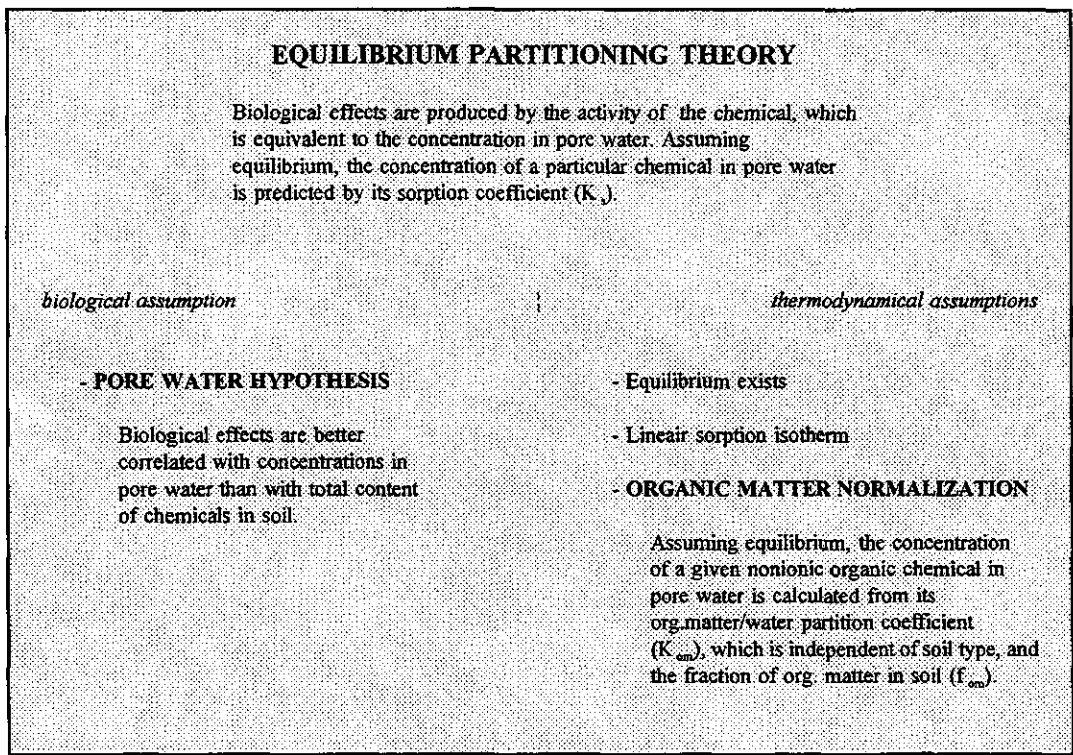 EQUILIBRIUM PARTITIONING THEORY
Biological effects are produced by the activity of the chemical, which
is equivalent to the concentration in pore water. Assuming
equilibrium, the concentration of a particular chemical in pore water
is predicted by its sorption coefficient (K s).
biological assumption
thermodynamical assumptions
- PORE WATER HYPOTHESIS
Biological effects are better
correlated with concentrations in
pore water than with total content
of chemicals in soil.
- Equilibrium exists
- Lineair sorption isotherm
- ORGANIC MATTER NORMALIZATION
Assuming equilibrium, the concentration
of a given nonionic organic chemical in
pore water is calculated from its
org.matter/water partition coefficient
(K om), which is independent of soil type, and
the fraction of org. matter in soil (f om).